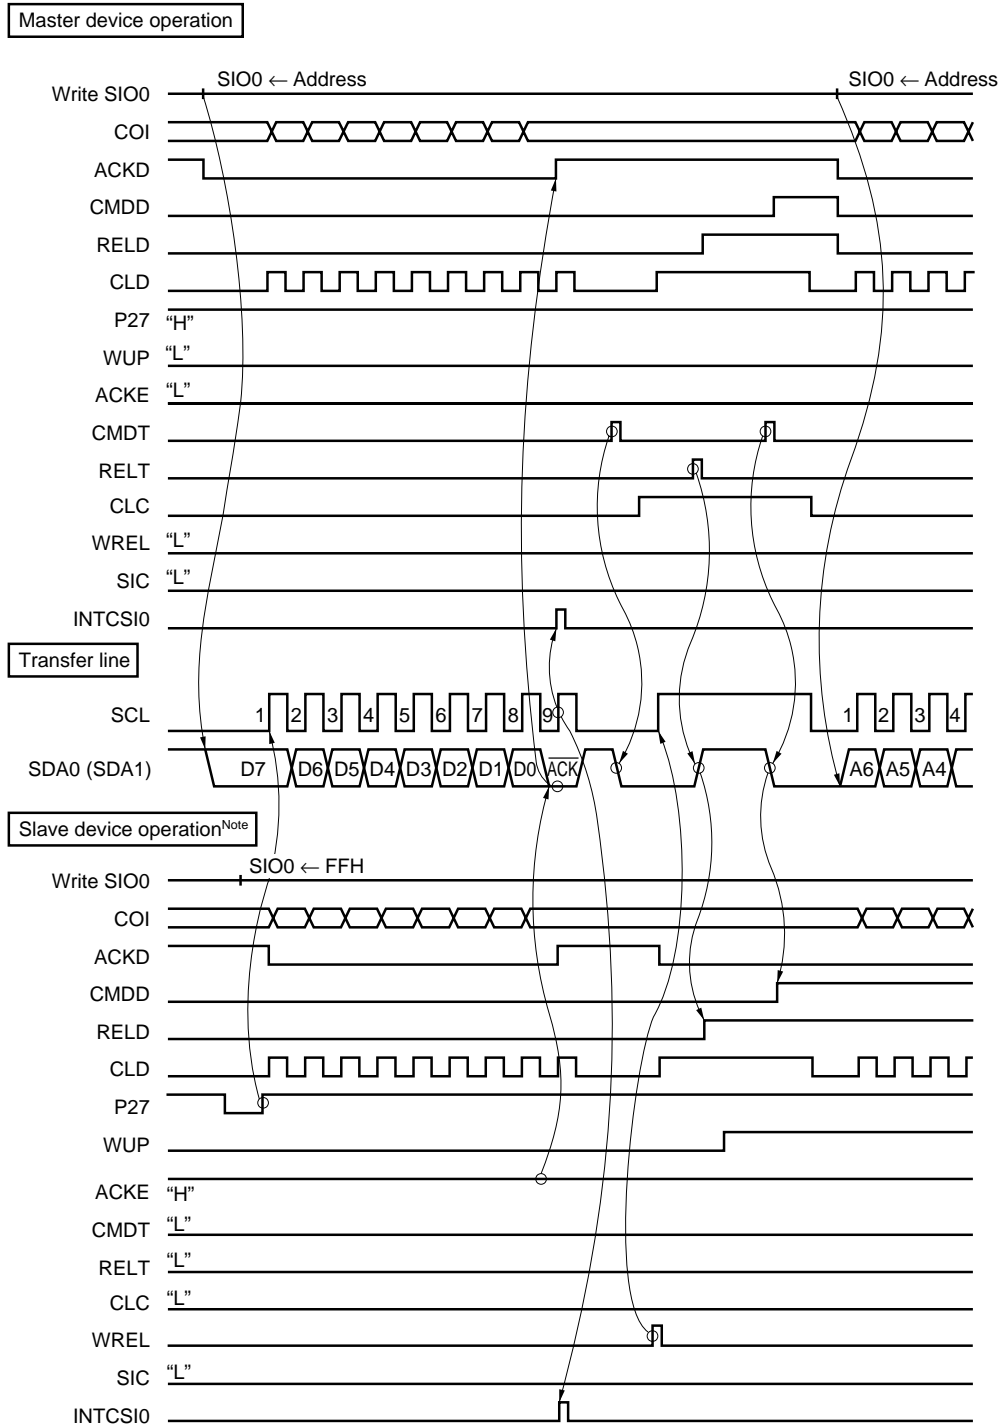 Master device operation
SIO0 ← Address SIO0 ← Address
Write SIO0
COI
ACKD
CMDD
RELD
CLD
P27 “H”
WUP “L”
ACKE “L”
CMDT
RELT
CLC
WREL “L”
SIC “L”
INTCSI0
Transfer line
SCL 1 2 3 4 5 6 7 8 9 1 2 3 4
SDA0 (SDA1) D7 D6 D5 D4 D3 D2 D1 D0 ACK A6 A5 A4
Slave device operationNote
SIO0 ← FFH
Write SIO0
COI
ACKD
CMDD
RELD
CLD
P27
WUP
ACKE “H”
CMDT “L”
RELT “L”
CLC “L”
WREL
SIC “L”
INTCSI0